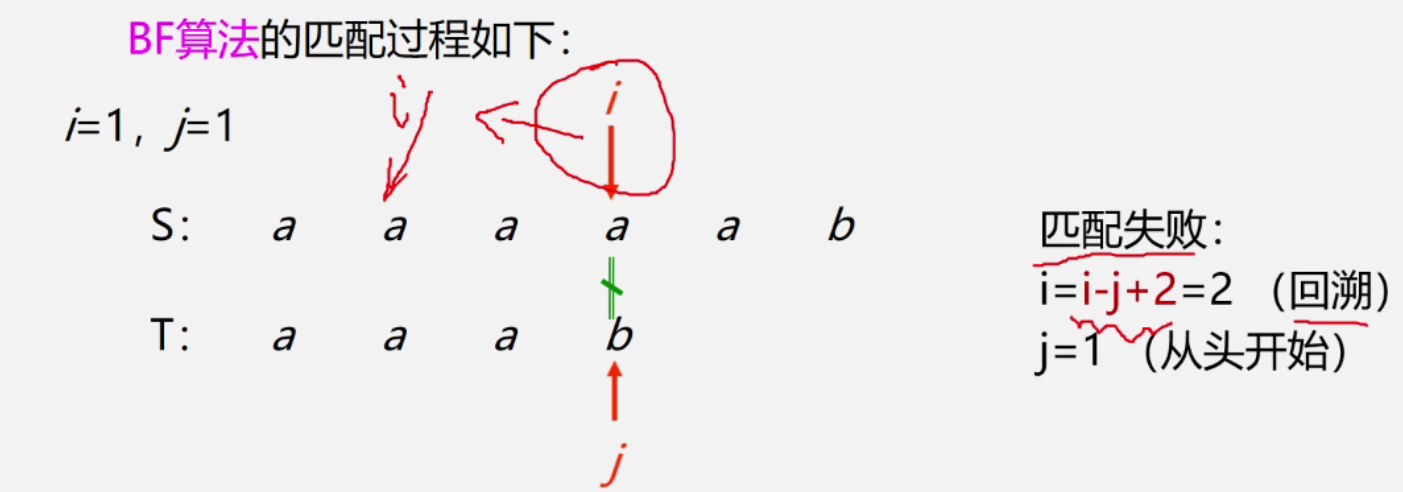 BF算法的匹配过程如下：
i
i
i=1，j=1
S： a a a a a b
匹配失败：
i=i-j+2=2 （回溯）
T： a a a b
j=1 （从头开始）
j